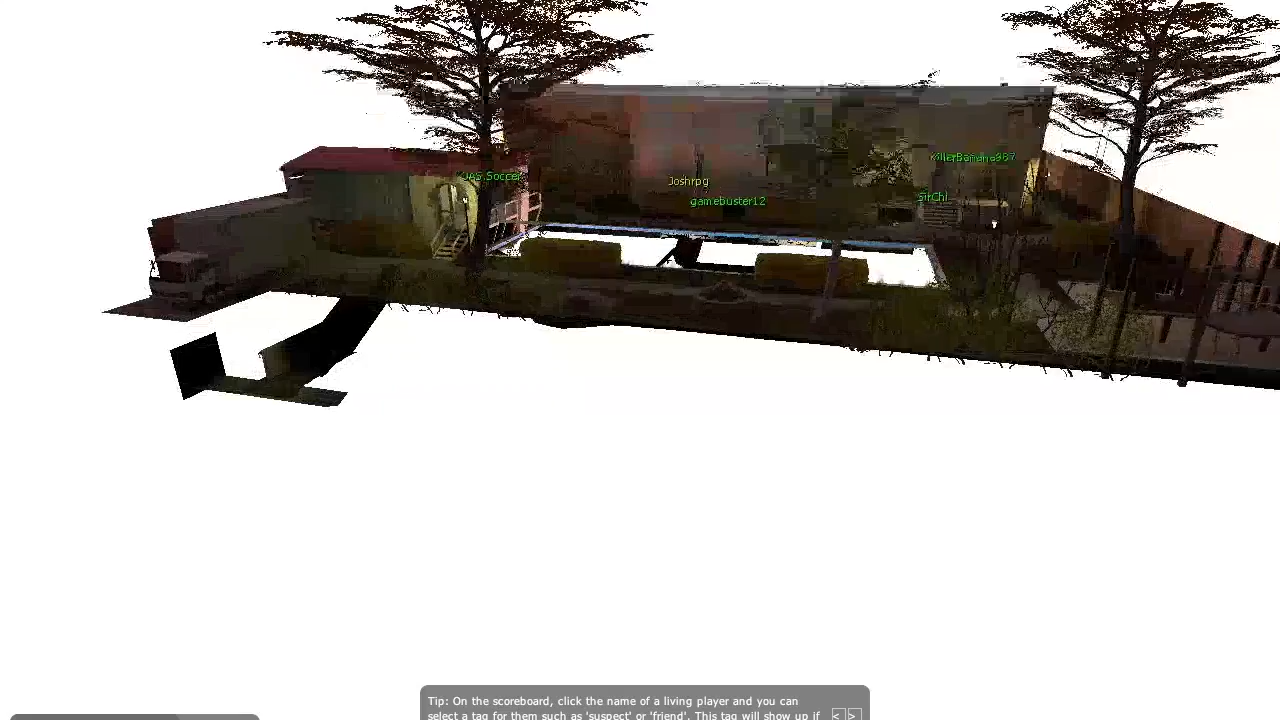 KillerBanana987
JAS.Soccer
Joshrpg
SirChl
gamebuster12
Tip: On the scoreboard, click the name of a living player and you can
select a tag for them such as 'suspect' or 'friend'. This tag will show up if
< >